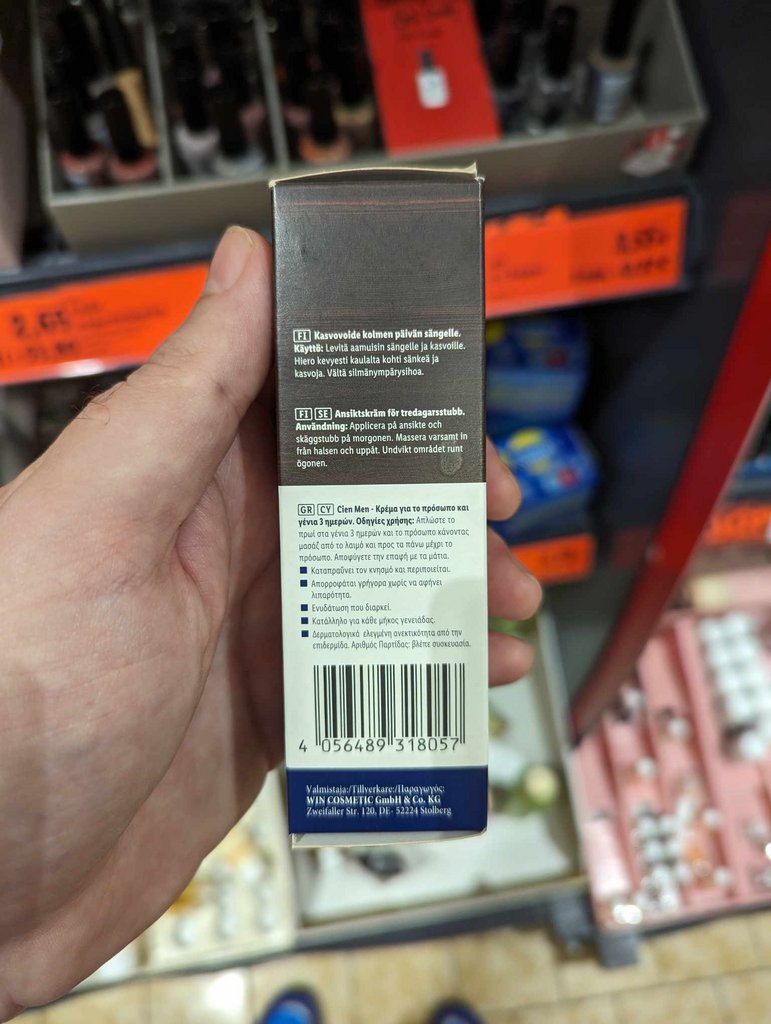 2,65
FI Kasvovoide kolmen päivän sängelle.
Käyttö: Levitä aamuisin sängelle ja kasvoille.
Hiero kevyesti kaulalta kohti sänkeä ja
kasvoja. Vältä silmänympärysihoa.
FI SE Ansiktskräm för tredagarsstubb.
Användning: Applicera på ansikte och
skäggstubb på morgonen. Massera varsamt in
från halsen och uppåt. Undvikt området runt
ögonen.
GR CY Cien Men - Κρέμα για το πρόσωπο και
γένια 3 ημερών. Οδηγίες χρήσης: Απλώστε το
πρωί στα γένια 3 ημερών και το πρόσωπο κάνοντας
μασάζ από το λαιμό και προς τα πάνω μέχρι το
πρόσωπο. Αποφύγετε την επαφή με τα μάτια.
Καταπραΰνει τον κνησμό και περιποιείται.
Απορροφάται γρήγορα χωρίς να αφήνει
λιπαρότητα.
Ενυδάτωση που διαρκεί.
Κατάλληλο για κάθε μήκος γενειάδας.
Δερματολογικά ελεγμένη ανεκτικότητα από την
επιδερμίδα. Αριθμός Παρτίδας: βλέπε συσκευασία.
4 056489 318057
Valmistaja:/Tillverkare:/Παραγωγός:
WIN COSMETIC GmbH & Co. KG
Zweifaller Str. 120, DE- 52224 Stolberg